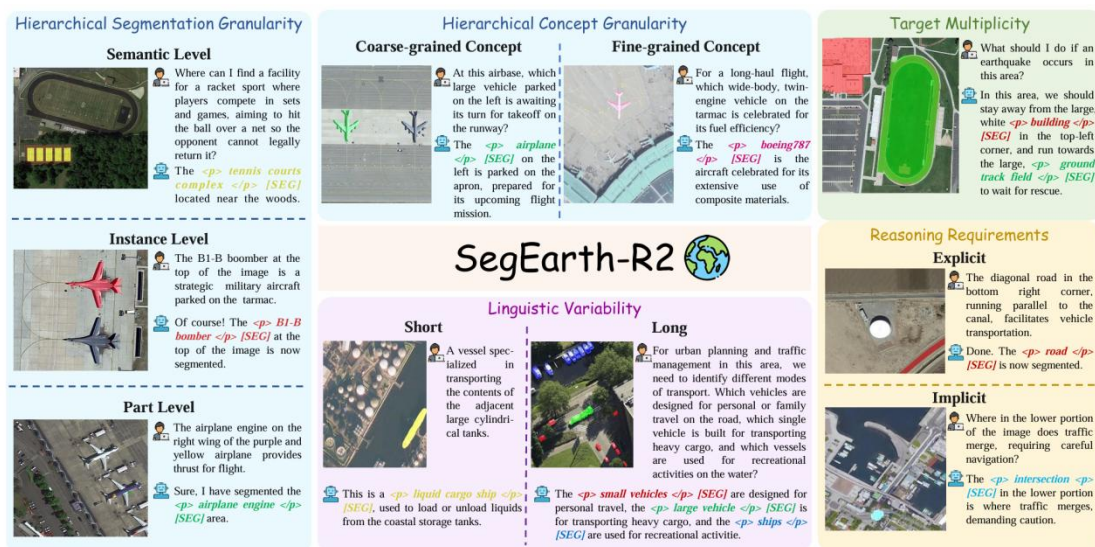 Hierarchical Segmentation Granularity
Semantic Level
Where can I find a facility
for a racket sport where
players compete in sets
and games, aiming to hit
the ball over a net so the
opponent cannot legally
return it?
The <p> tennis courts
complex </p> [SEG]
located near the woods.
Instance Level
The B1-B boomber at the
top of the image is a
strategic military aircraft
parked on the tarmac.
Of course! The <p> B1-B
bomber </p> [SEG] at the
top of the image is now
segmented.
Part Level
The airplane engine on the
right wing of the purple and
yellow airplane provides
thrust for flight.
Sure, I have segmented the
<p> airplane engine </p>
[SEG] area.
Hierarchical Concept Granularity
Coarse-grained Concept
At this airbase, which
large vehicle parked
on the left is awaiting
its turn for takeoff on
the runway?
The <p> airplane
</p> [SEG] on the
left is parked on the
apron, prepared for
its upcoming flight
mission.
Fine-grained Concept
For a long-haul flight,
which wide-body, twin-
engine vehicle on the
tarmac is celebrated for
its fuel efficiency?
The <p> boeing787
</p> [SEG] is the
aircraft celebrated for its
extensive use of
composite materials.
SegEarth-R2
Linguistic Variability
Short
A vessel spec-
ialized in
transporting
the contents of
the adjacent
large cylindri-
cal tanks.
This is a <p> liquid cargo ship </p>
[SEG], used to load or unload liquids
from the coastal storage tanks.
Long
For urban planning and traffic
management in this area, we
need to identify different modes
of transport. Which vehicles are
designed for personal or family
travel on the road, which single
vehicle is built for transporting
heavy cargo, and which vessels
are used for recreational
activities on the water?
The <p> small vehicles </p> [SEG] are designed for
personal travel, the <p> large vehicle </p> [SEG] is
for transporting heavy cargo, and the <p> ships </p>
[SEG] are used for recreational activitie.
Target Multiplicity
What should I do if an
earthquake occurs in
this area?
In this area, we should
stay away from the large
white <p> building </p>
[SEG] in the top-left
corner, and run towards
the large, <p> ground
track field </p> [SEG]
to wait for rescue.
Reasoning Requirements
Explicit
The diagonal road in the
bottom right corner,
running parallel to the
canal, facilitates vehicle
transportation.
Done. The <p> road </p>
[SEG] is now segmented.
Implicit
Where in the lower portion
of the image does traffic
merge, requiring careful
navigation?
The <p> intersection <p>
[SEG] in the lower portion
is where traffic merges,
demanding caution.